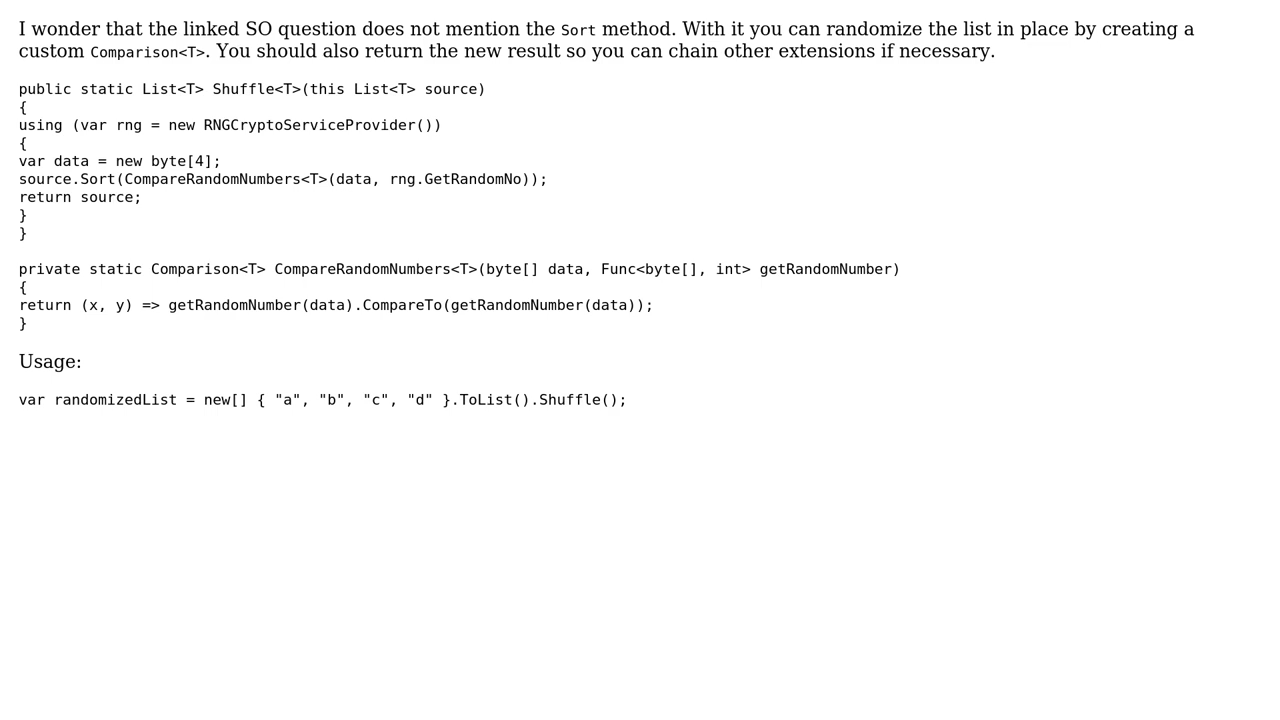 I wonder that the linked SO question does not mention the Sort method. With it you can randomize the list in place by creating a
custom Comparison<T>. You should also return the new result so you can chain other extensions if necessary.
public static List<T> Shuffle<T>(this List<T> source)
{
using (var rng = new RNGCryptoServiceProvider())
{
var data = new byte[4];
source.Sort(CompareRandomNumbers<T>(data, rng.GetRandomNo));
return source;
}
}
private static Comparison<T> CompareRandomNumbers<T>(byte[] data, Func<byte[], int> getRandomNumber)
{
return (x, y) => getRandomNumber(data).CompareTo(getRandomNumber(data));
}
Usage:
var randomizedList = new[] { "a", "b", "c", "d" }.ToList().Shuffle();